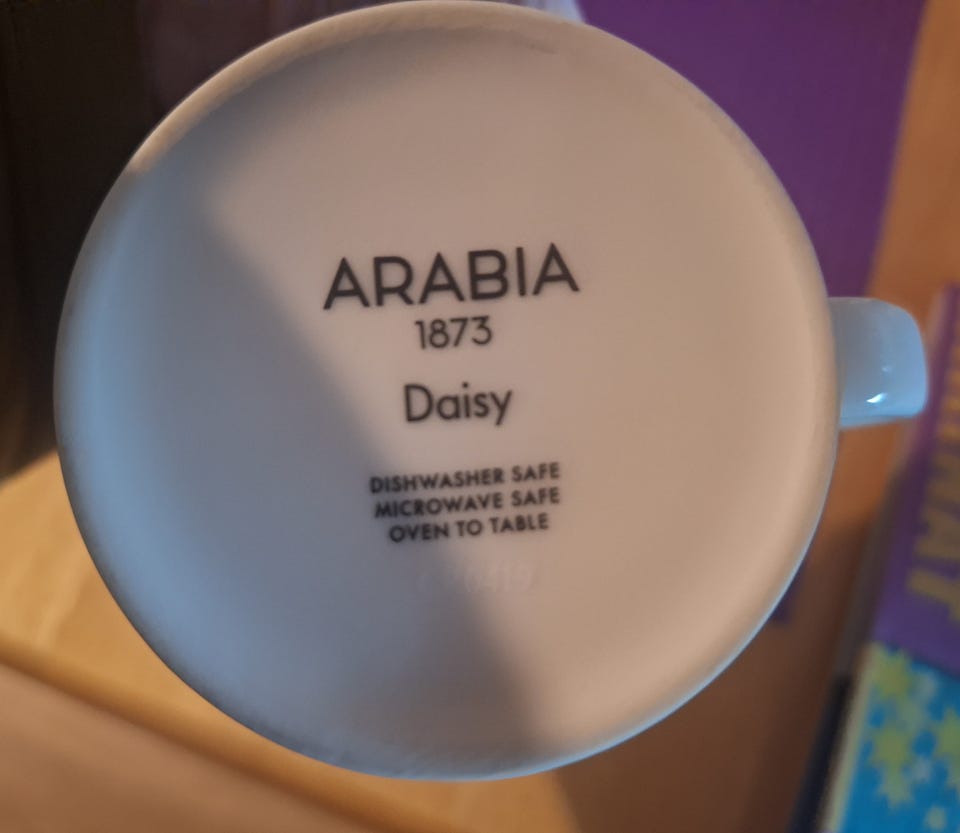 ARABIA
1873
Daisy
DISHWASHER SAFE
MICROWAVE SAFE
OVEN TO TABLE